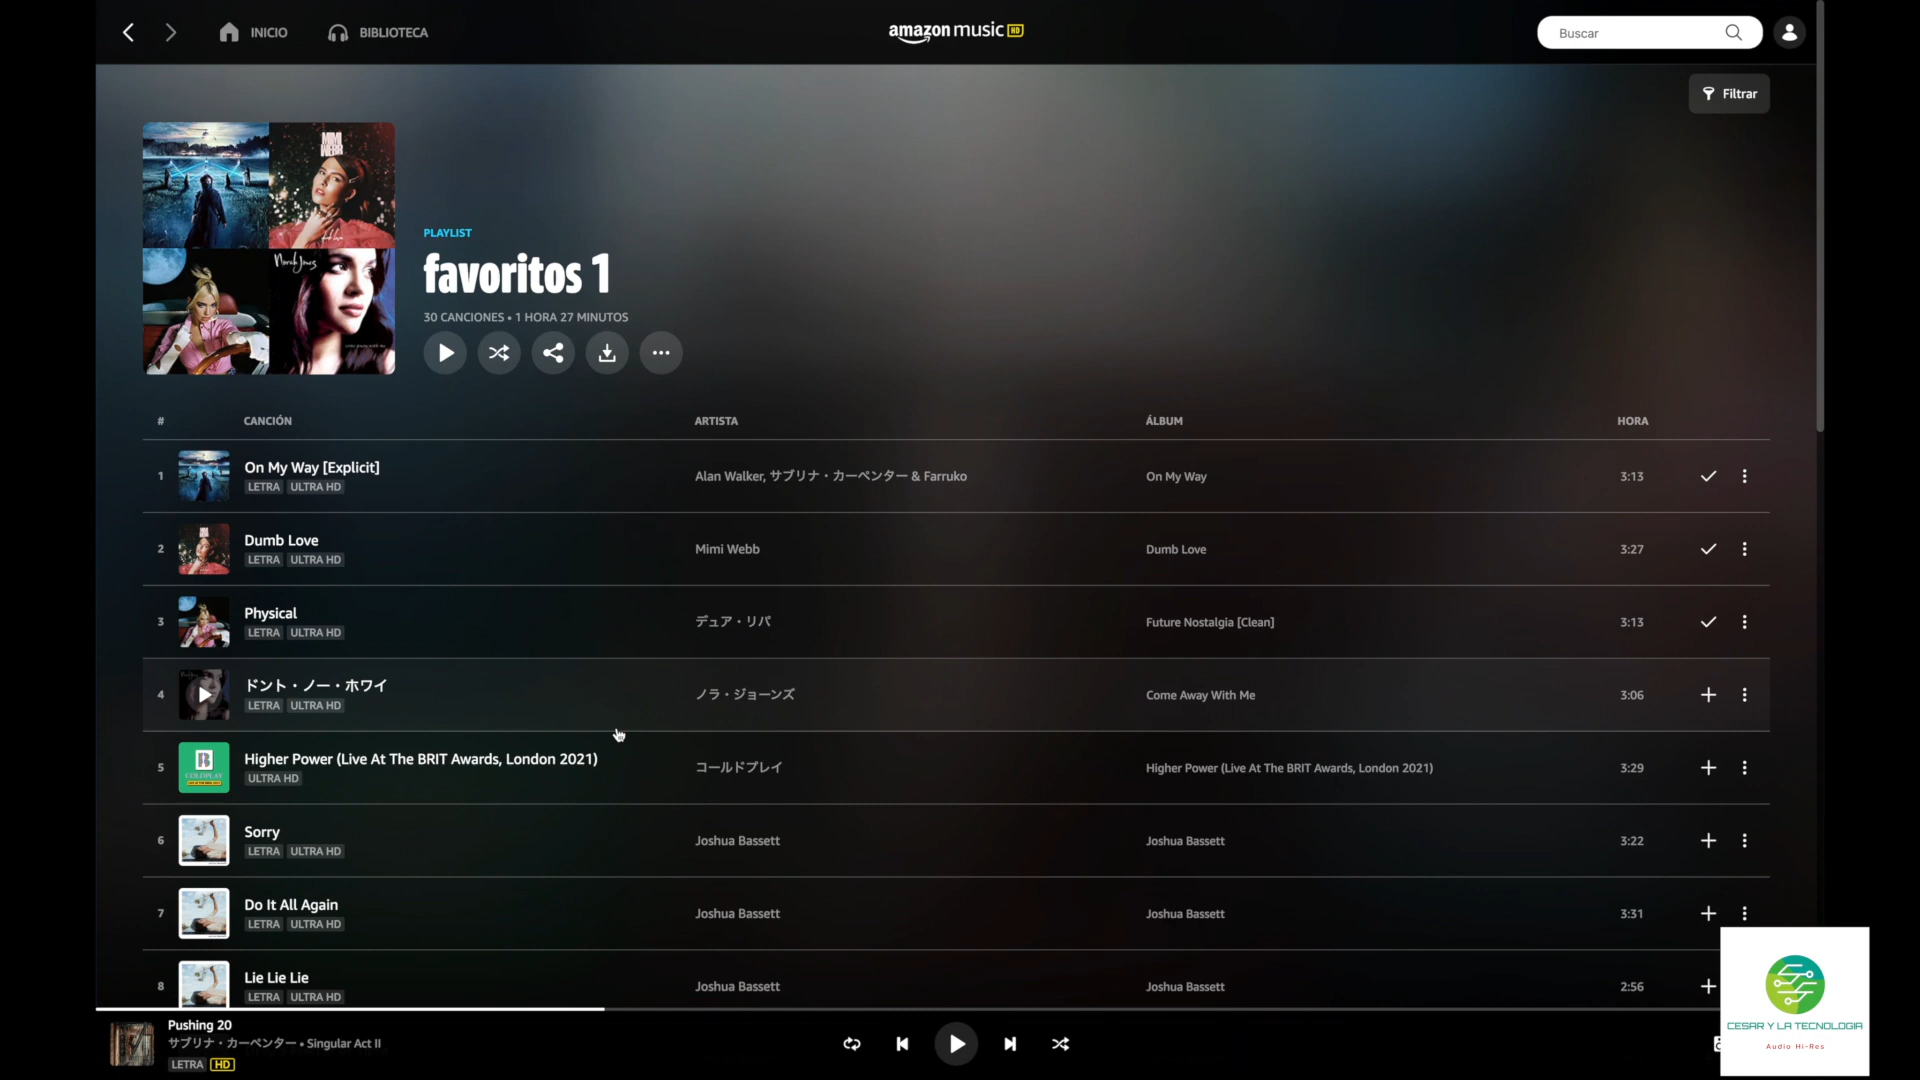 INICIO
BIBLIOTECA
amazon music HD
Buscar
Filtrar
MIMI WEBB
dumb love
Norah Jones
PLAYLIST
favoritos 1
30 CANCIONES • 1 HORA 27 MINUTOS
# CANCIÓN ARTISTA ÁLBUM HORA
1 On My Way [Explicit] Alan Walker, サブリナ・カーペンター & Farruko On My Way 3:13
LETRA ULTRA HD
2 Dumb Love Mimi Webb Dumb Love 3:27
LETRA ULTRA HD
3 Physical デュア・リパ Future Nostalgia [Clean] 3:13
LETRA ULTRA HD
4 ドント・ノー・ホワイ ノラ・ジョーンズ Come Away With Me 3:06
LETRA ULTRA HD
5 Higher Power (Live At The BRIT Awards, London 2021) コールドプレイ Higher Power (Live At The BRIT Awards, London 2021) 3:29
ULTRA HD
6 Sorry Joshua Bassett Joshua Bassett 3:22
LETRA ULTRA HD
7 Do It All Again Joshua Bassett Joshua Bassett 3:31
LETRA ULTRA HD
8 Lie Lie Lie Joshua Bassett Joshua Bassett 2:56
LETRA ULTRA HD
Pushing 20
サブリナ・カーペンター • Singular Act II
LETRA HD
CESAR Y LA TECNOLOGIA
Audio Hi-Res